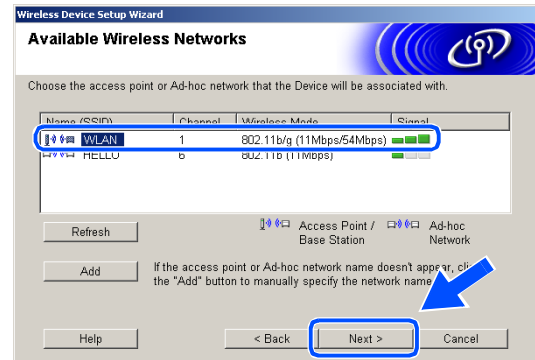 Wireless Device Setup Wizard
Available Wireless Networks
Choose the access point or Ad-hoc network that the Device will be associated with.
Name (SSID) Channel Wireless Mode Signal
WLAN 1 802.11b/g (11Mbps/54Mbps)
HELLO 6 802.11b (11Mbps)
Refresh
Access Point / Base Station
Ad-hoc Network
Add
If the access point or Ad-hoc network name doesn't appear,
the "Add" button to manually specify the network name
Help < Back Next > Cancel